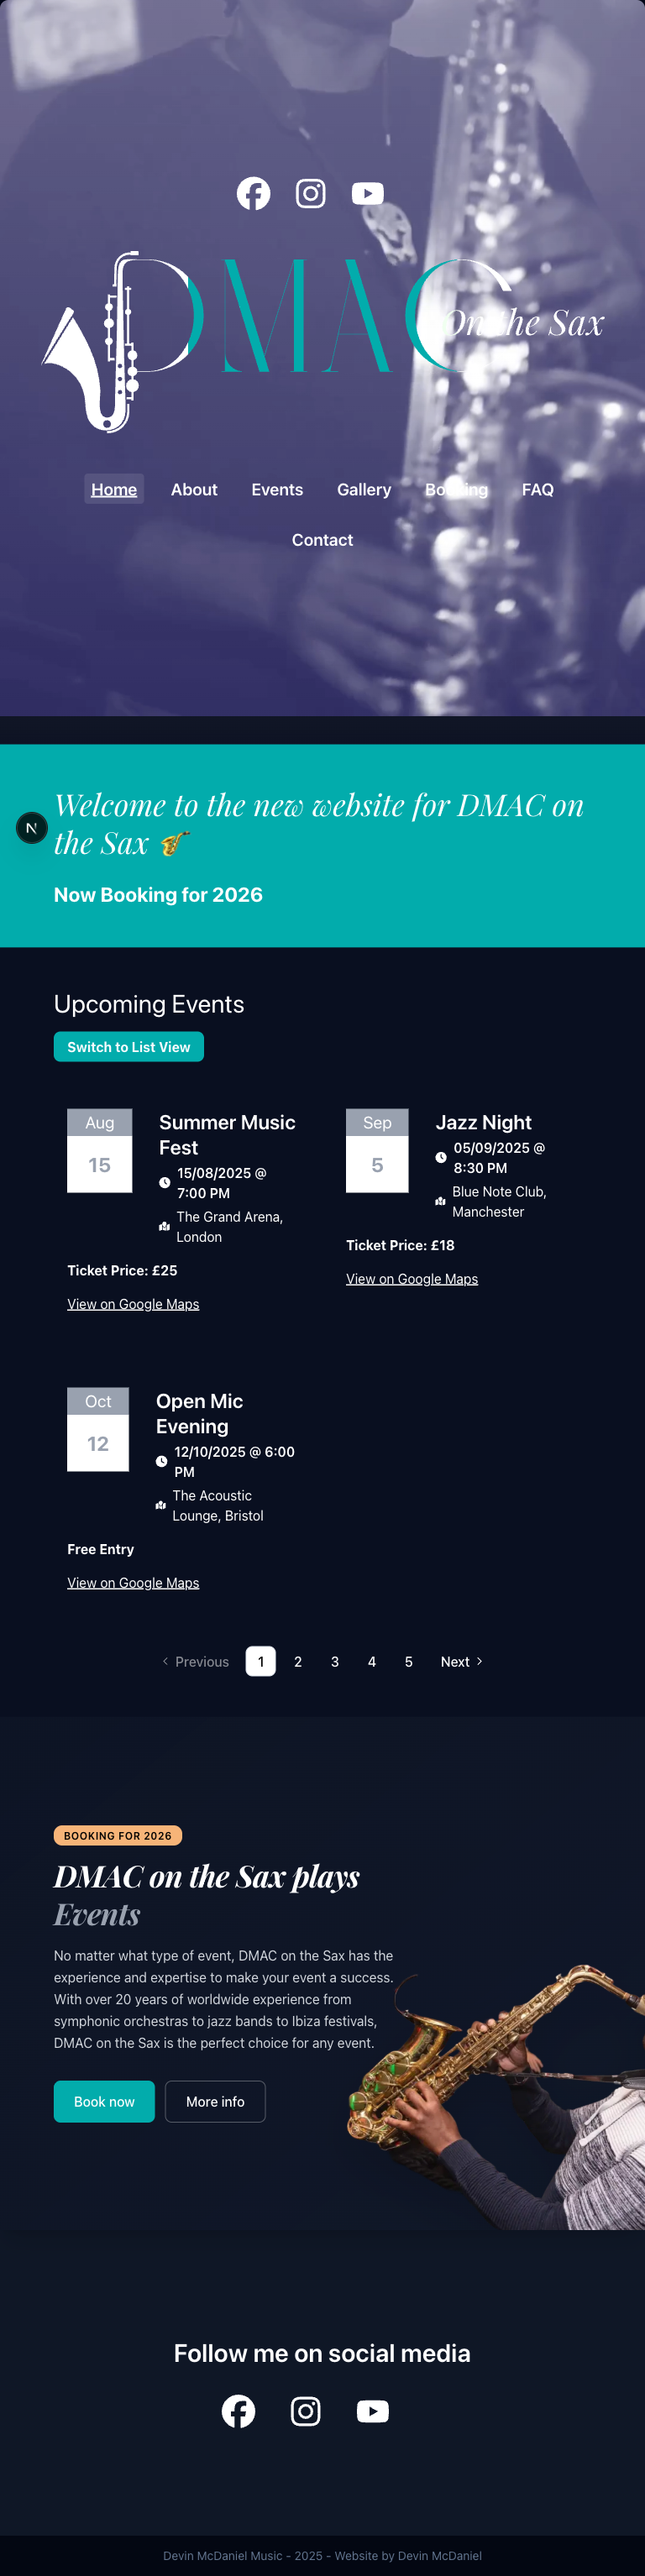 DMAC
On the Sax
Home About Events Gallery Booking FAQ
Contact
Welcome to the new website for DMAC on
the Sax 🎷
N
Now Booking for 2026
Upcoming Events
Switch to List View
Aug
15
Summer Music
Fest
15/08/2025 @
7:00 PM
The Grand Arena,
London
Ticket Price: £25
View on Google Maps
Sep
5
Jazz Night
05/09/2025 @
8:30 PM
Blue Note Club,
Manchester
Ticket Price: £18
View on Google Maps
Oct
12
Open Mic
Evening
12/10/2025 @ 6:00
PM
The Acoustic
Lounge, Bristol
Free Entry
View on Google Maps
Previous 1 2 3 4 5 Next
BOOKING FOR 2026
DMAC on the Sax plays
Events
No matter what type of event, DMAC on the Sax has the
experience and expertise to make your event a success.
With over 20 years of worldwide experience from
symphonic orchestras to jazz bands to Ibiza festivals,
DMAC on the Sax is the perfect choice for any event.
Book now More info
Follow me on social media
Devin McDaniel Music - 2025 - Website by Devin McDaniel